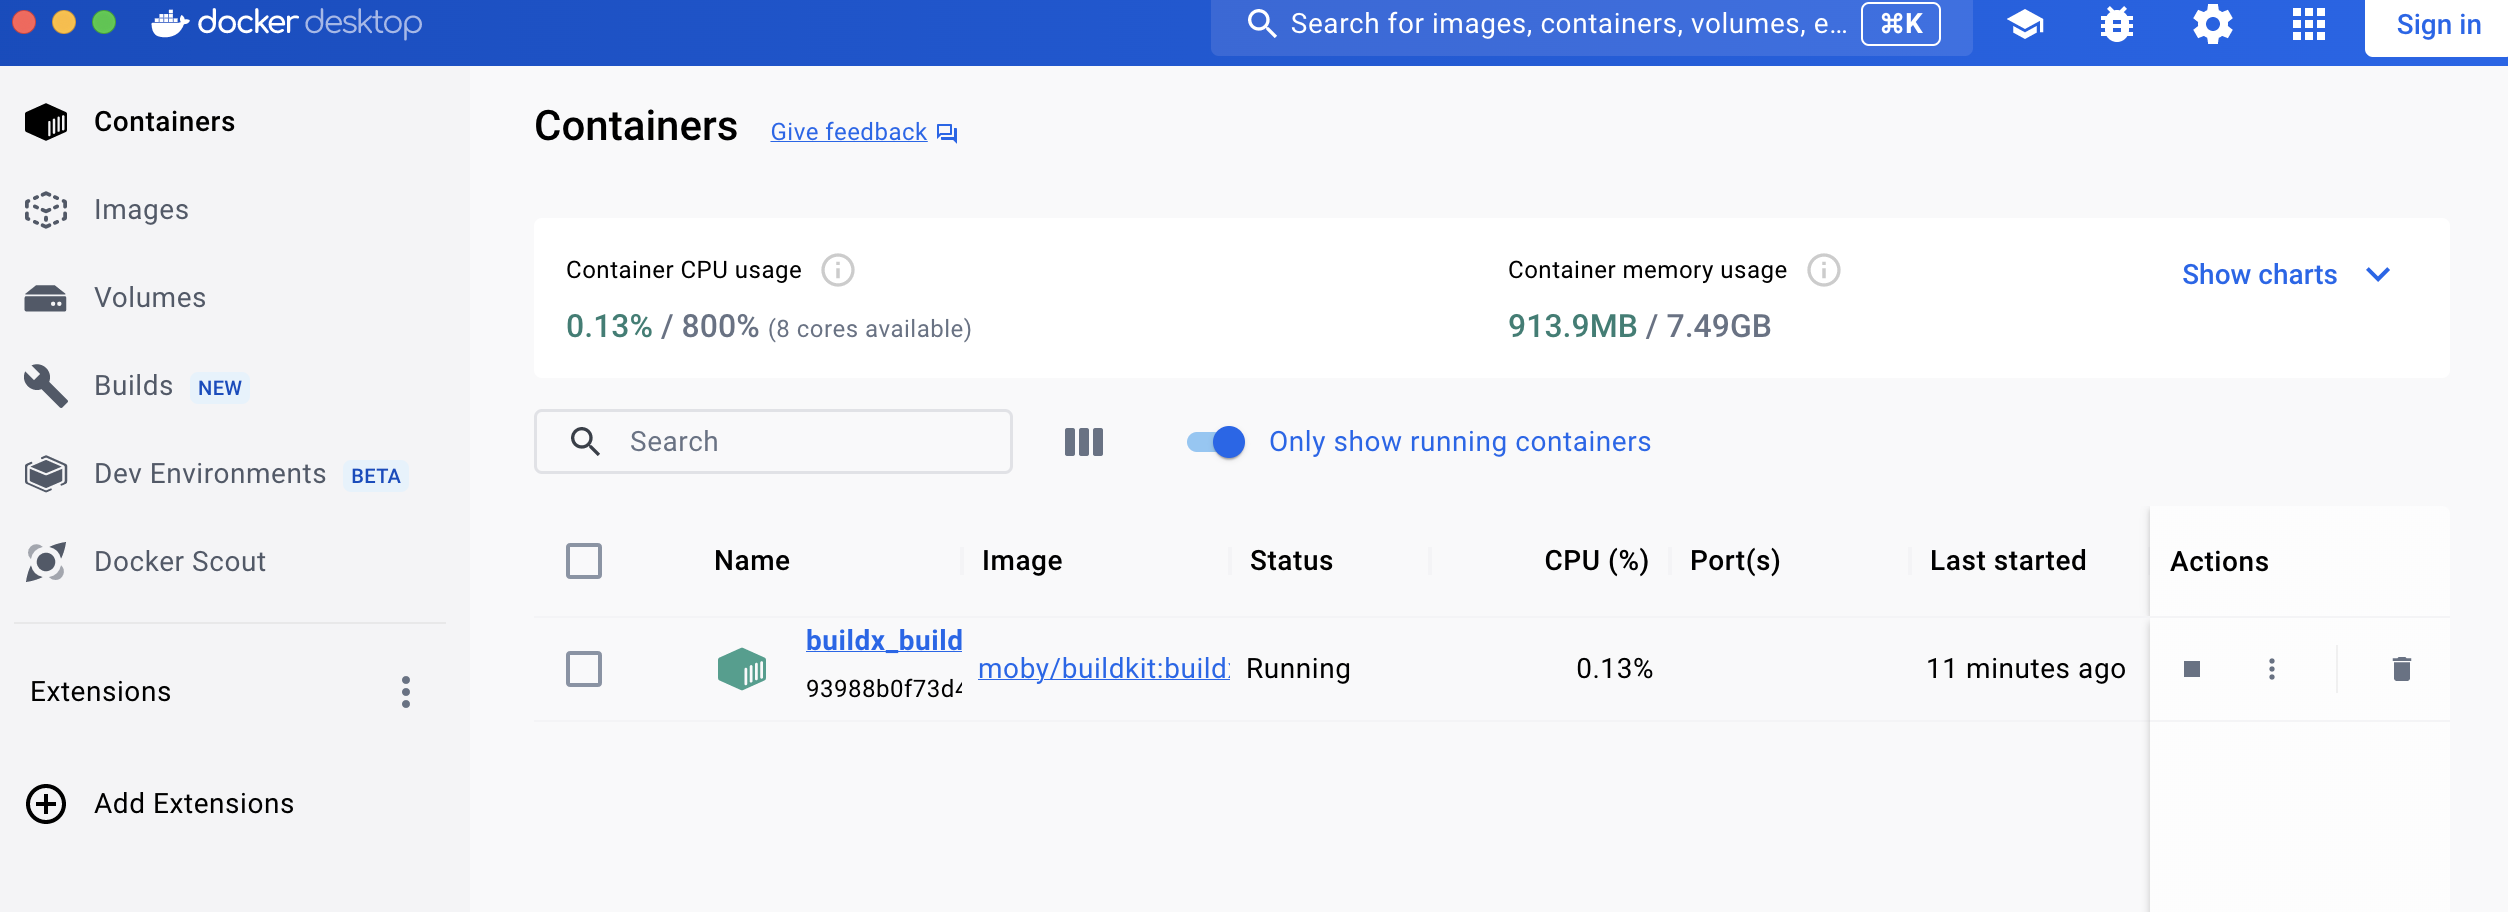 docker desktop
Search for images, containers, volumes, e... ⌘K
Sign in
Containers
Images
Volumes
Builds NEW
Dev Environments BETA
Docker Scout
Extensions
Add Extensions
Containers Give feedback
Container CPU usage
0.13% / 800% (8 cores available)
Container memory usage
913.9MB / 7.49GB
Show charts
Search
Only show running containers
Name Image Status CPU (%) Port(s) Last started Actions
buildx_build
93988b0f73d4
moby/buildkit:buildx Running 0.13% 11 minutes ago